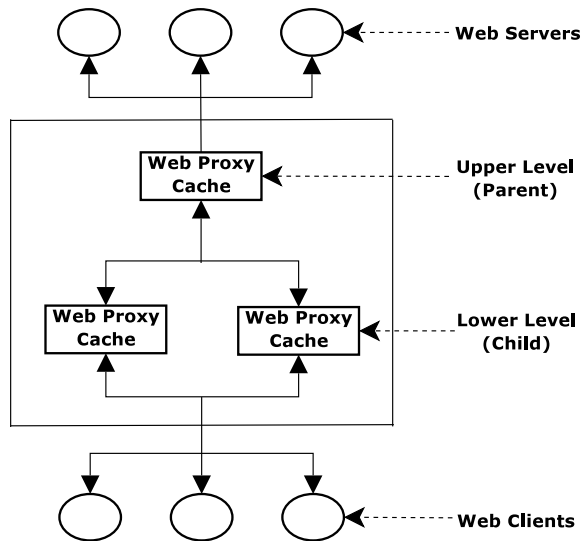 Web Servers
Web Proxy
Cache
Upper Level
(Parent)
Web Proxy
Cache
Web Proxy
Cache
Lower Level
(Child)
Web Clients